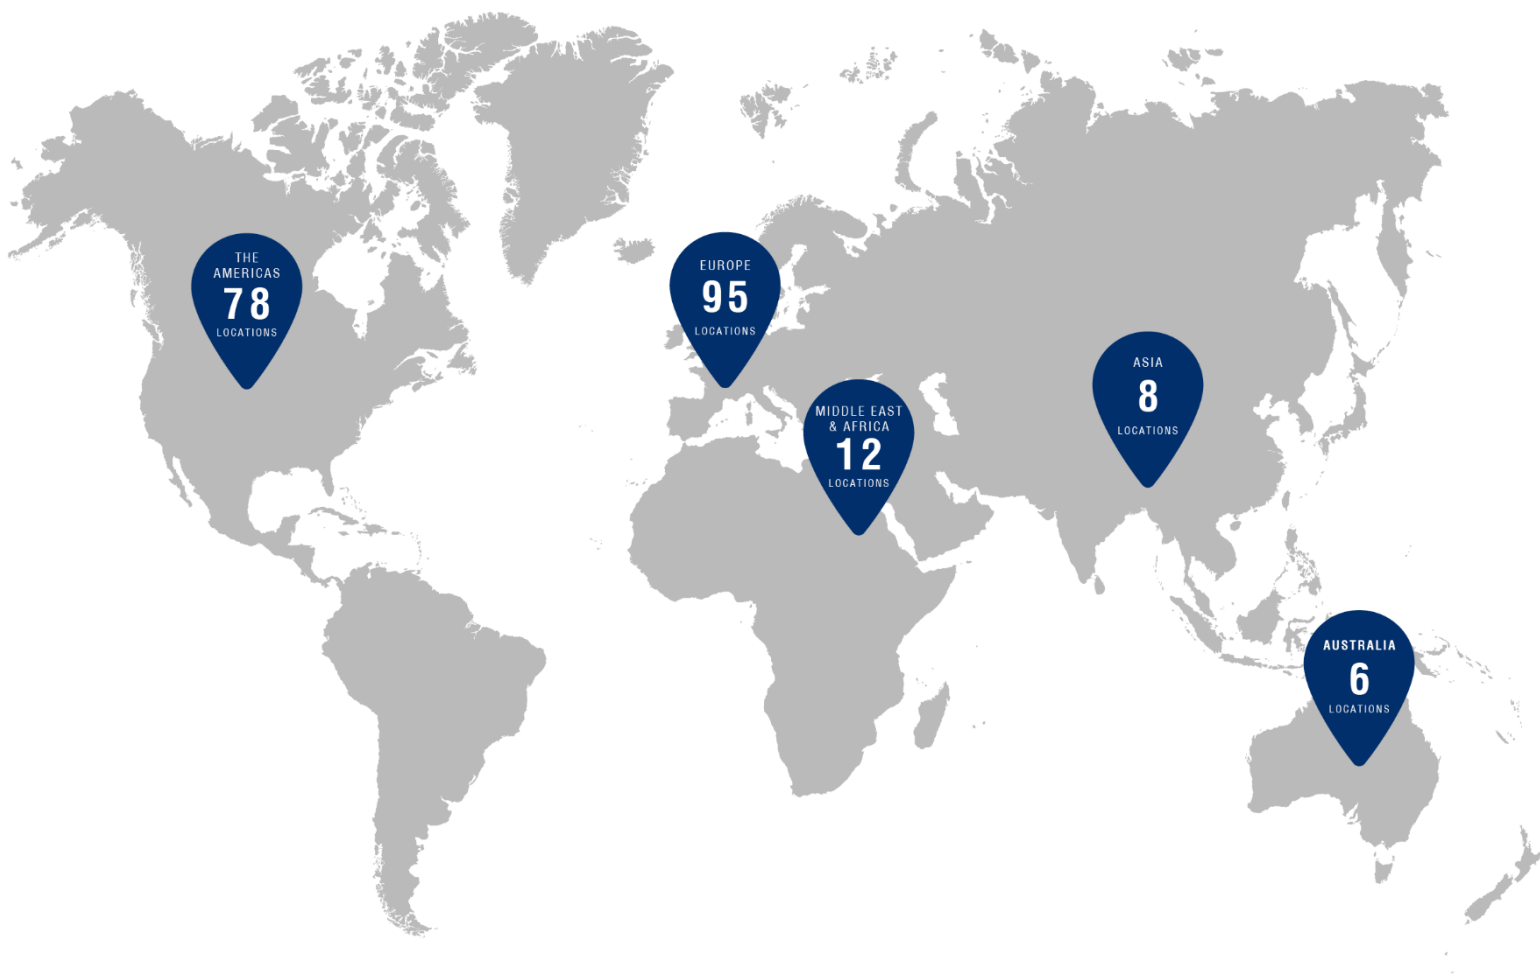 THE
AMERICAS
78
LOCATIONS
EUROPE
95
LOCATIONS
MIDDLE EAST
& AFRICA
12
LOCATIONS
ASIA
8
LOCATIONS
AUSTRALIA
6
LOCATIONS